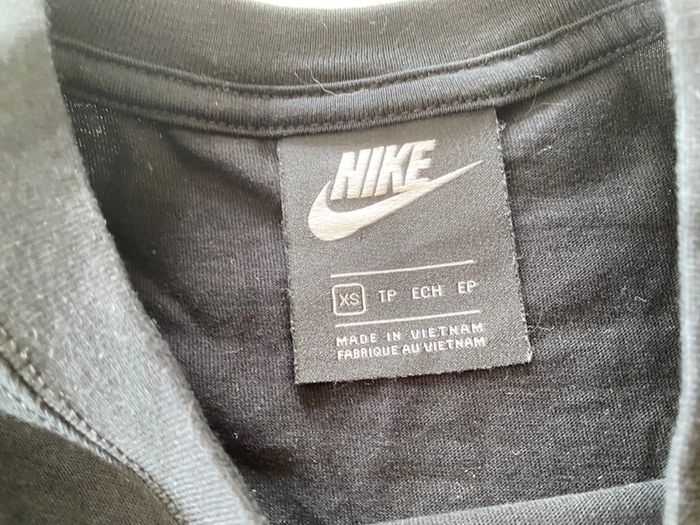 NIKE
XS TP ECH EP
MADE IN VIETNAM
FABRIQUE AU VIETNAM